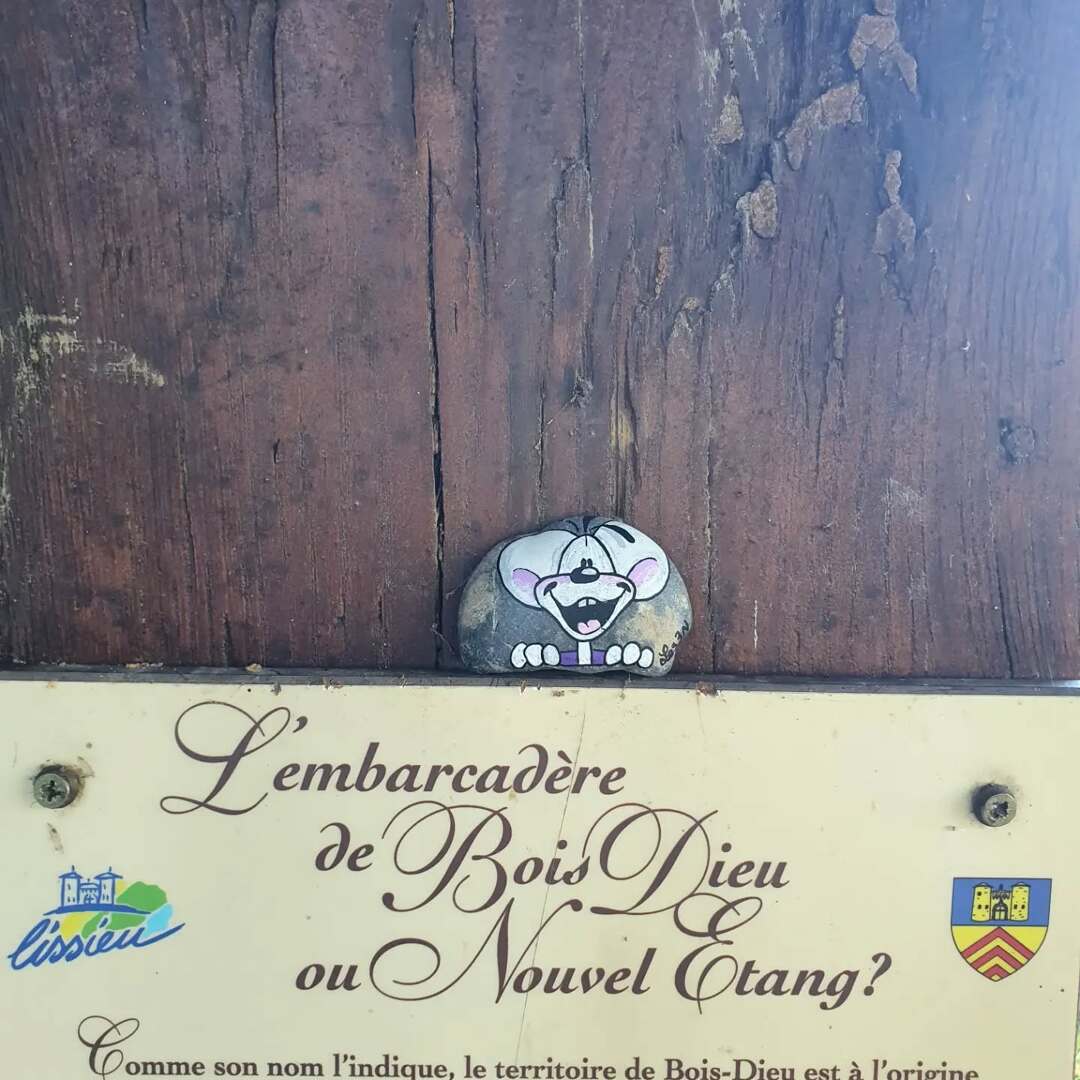 L'embarcadère
de Bois Dieu
ou Nouvel Etang?
lissieu
Comme son nom l'indique, le territoire de Bois-Dieu est à l'origine